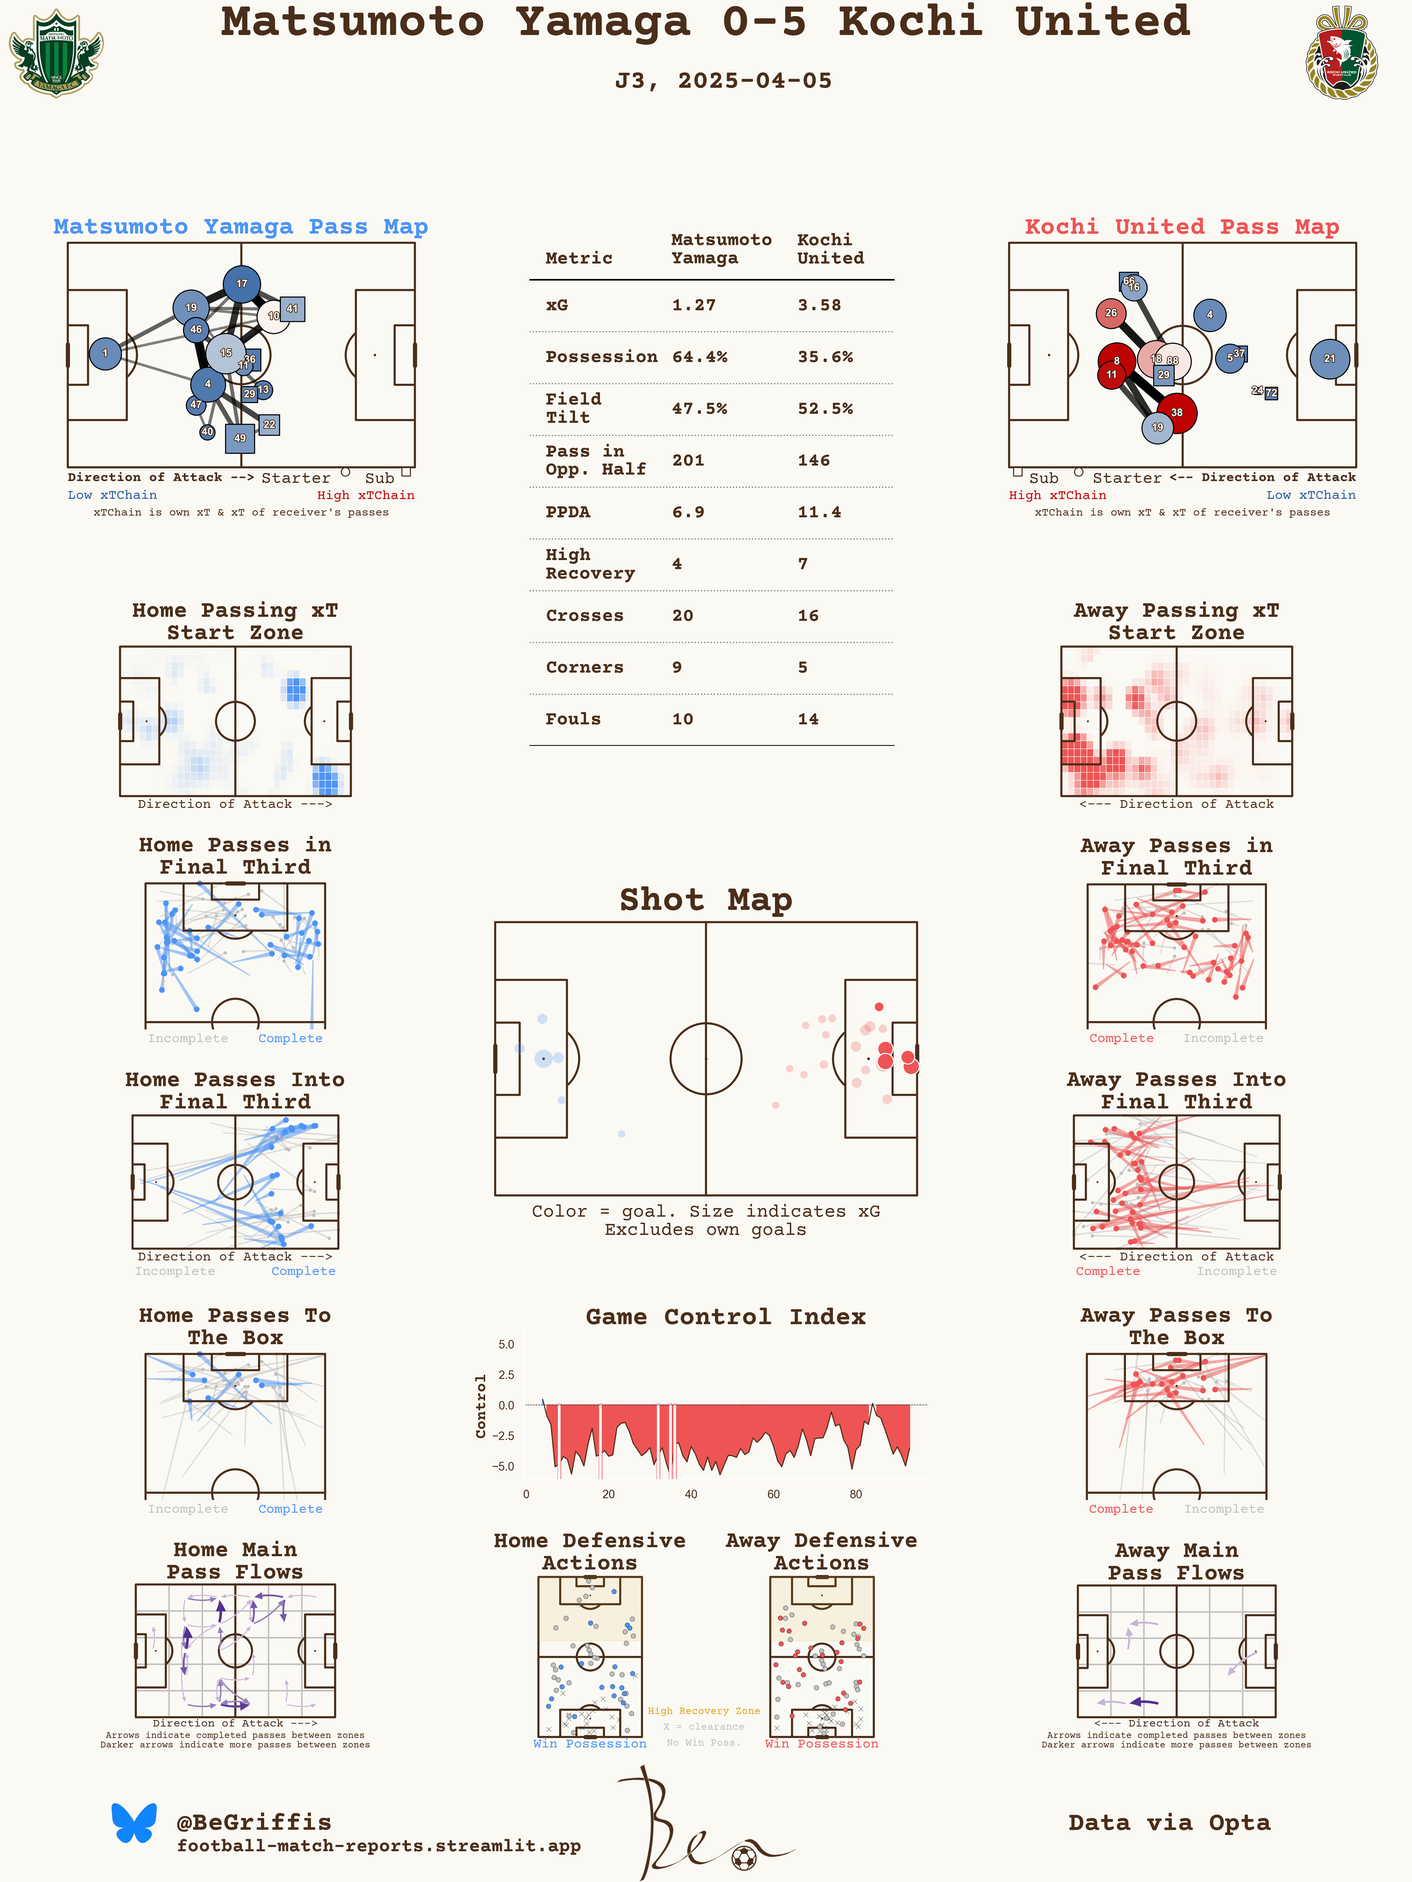 Matsumoto Yamaga 0-5 Kochi United
J3, 2025-04-05
Matsumoto Yamaga Pass Map
17
19
10
41
46
1
15
36
11
4
29
13
47
22
40
49
Direction of Attack --> Starter Sub
Low xTChain High xTChain
xTChain is own xT & xT of receiver's passes
Metric Matsumoto Yamaga Kochi United
xG 1.27 3.58
Possession 64.4% 35.6%
Field Tilt 47.5% 52.5%
Pass in Opp. Half 201 146
PPDA 6.9 11.4
High Recovery 4 7
Crosses 20 16
Corners 9 5
Fouls 10 14
Kochi United Pass Map
66
16
26
4
8
18
88
5
37
21
11
29
24
72
38
19
Sub Starter <-- Direction of Attack
High xTChain Low xTChain
xTChain is own xT & xT of receiver's passes
Home Passing xT
Start Zone
Direction of Attack --->
Away Passing xT
Start Zone
<--- Direction of Attack
Home Passes in
Final Third
Incomplete Complete
Away Passes in
Final Third
Complete Incomplete
Shot Map
Color = goal. Size indicates xG
Excludes own goals
Home Passes Into
Final Third
Direction of Attack --->
Incomplete Complete
Away Passes Into
Final Third
<--- Direction of Attack
Complete Incomplete
Home Passes To
The Box
Incomplete Complete
Game Control Index
Control
5.0
2.5
0.0
−2.5
−5.0
0 20 40 60 80
Away Passes To
The Box
Complete Incomplete
Home Main
Pass Flows
Direction of Attack --->
Arrows indicate completed passes between zones
Darker arrows indicate more passes between zones
Home Defensive
Actions
Win Possession
High Recovery Zone
X = clearance
No Win Poss.
Away Defensive
Actions
Win Possession
Away Main
Pass Flows
<--- Direction of Attack
Arrows indicate completed passes between zones
Darker arrows indicate more passes between zones
@BeGriffis
football-match-reports.streamlit.app
Ben
Data via Opta